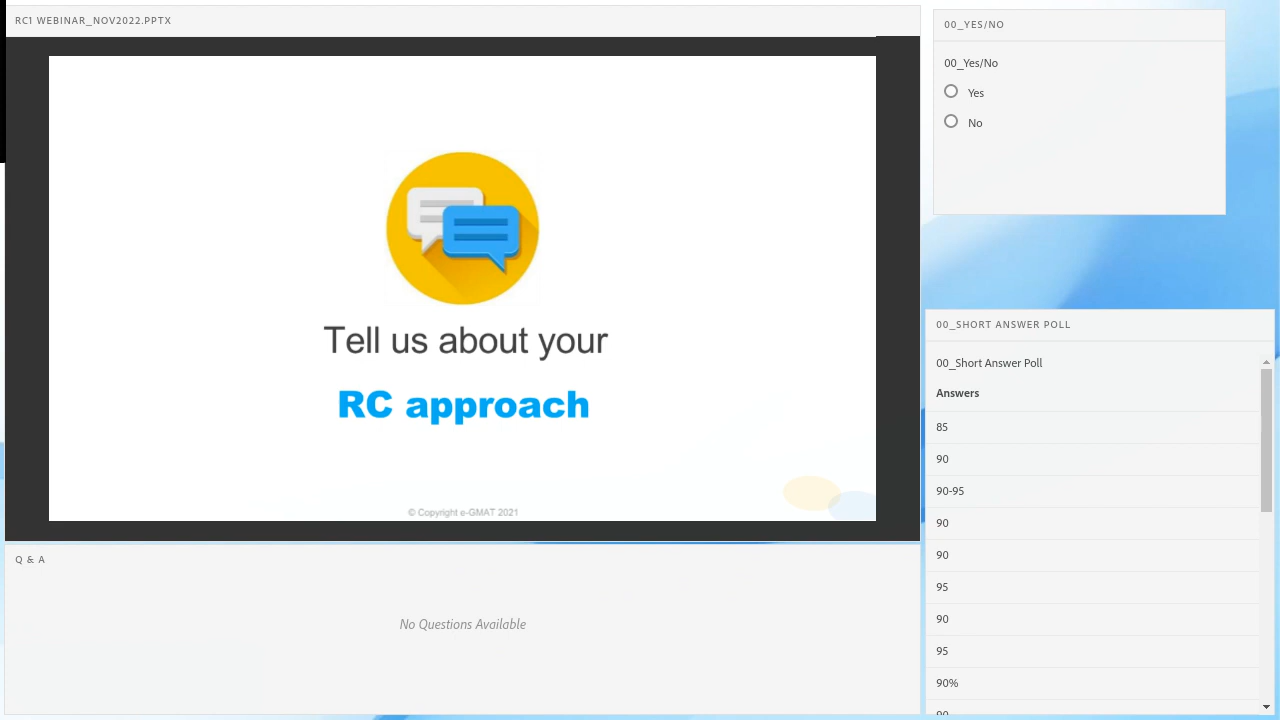 RC1 WEBINAR_NOV2022.PPTX
Tell us about your
RC approach
© Copyright e-GMAT 2021
Q & A
No Questions Available
00_YES/NO
00_Yes/No
Yes
No
00_SHORT ANSWER POLL
00_Short Answer Poll
Answers
85
90
90-95
90
90
95
90
95
90%
90